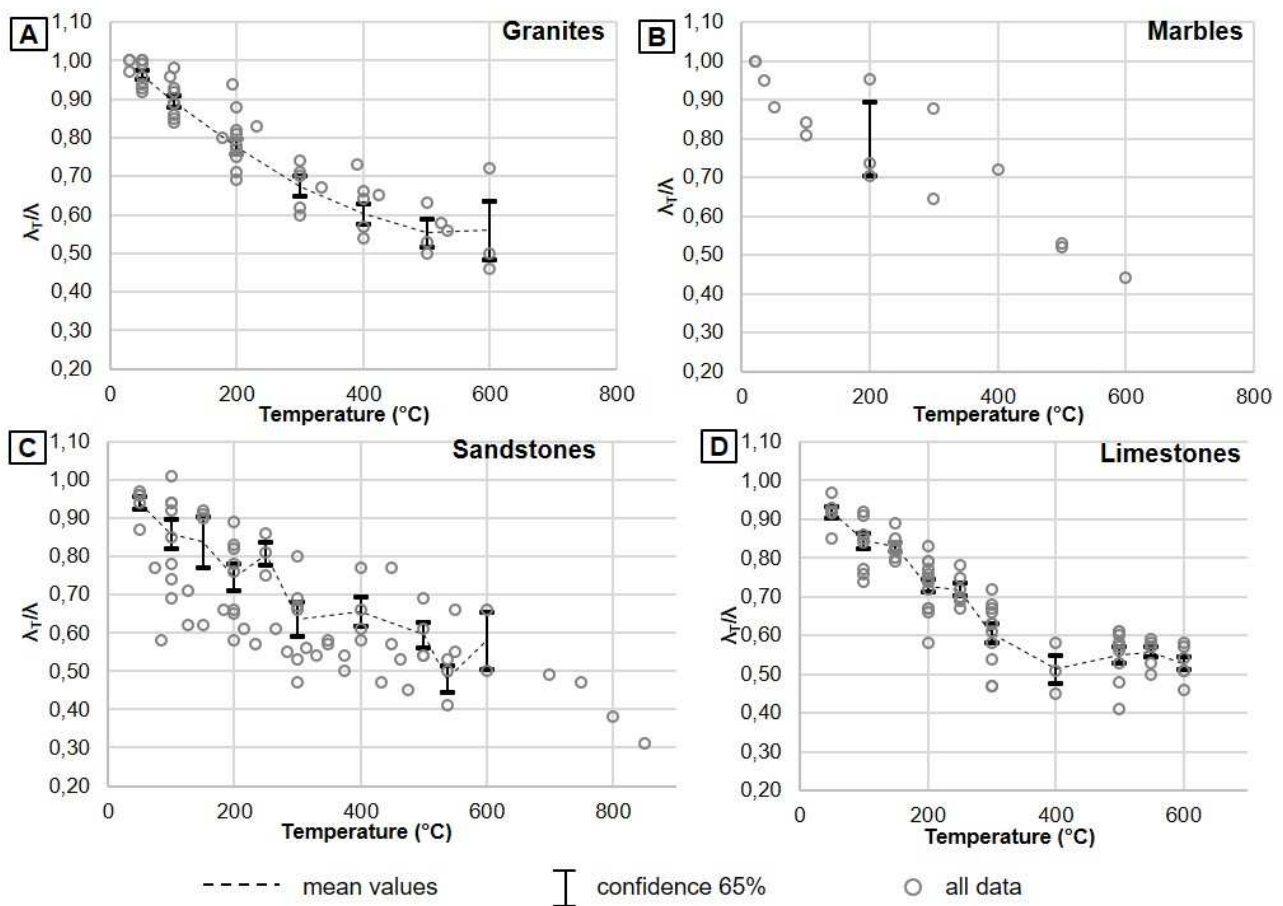 A
Granites
1,10
1,00
0,90
0,80
0,70
0,60
0,50
0,40
0,30
0,20
λT/λ
0 200 400 600 800
Temperature (°C)
B
Marbles
1,10
1,00
0,90
0,80
0,70
0,60
0,50
0,40
0,30
0,20
λT/λ
0 200 400 600 800
Temperature (°C)
C
Sandstones
1,10
1,00
0,90
0,80
0,70
0,60
0,50
0,40
0,30
0,20
λT/λ
0 200 400 600 800
Temperature (°C)
D
Limestones
1,10
1,00
0,90
0,80
0,70
0,60
0,50
0,40
0,30
0,20
λT/λ
0 200 400 600
Temperature (°C)
mean values confidence 65% all data